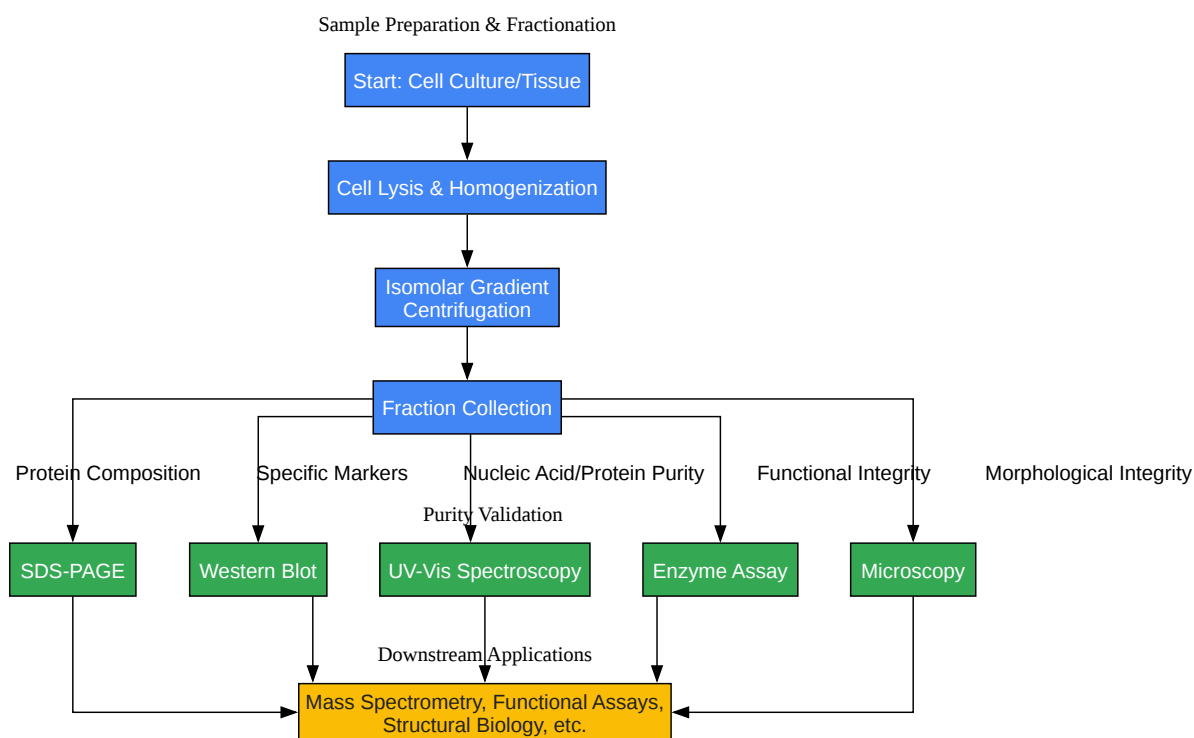 Sample Preparation & Fractionation
Start: Cell Culture/Tissue
Cell Lysis & Homogenization
Isomolar Gradient
Centrifugation
Fraction Collection
Protein Composition
Specific Markers
Nucleic Acid/Protein Purity
Functional Integrity
Morphological Integrity
Purity Validation
SDS-PAGE
Western Blot
UV-Vis Spectroscopy
Enzyme Assay
Microscopy
Downstream Applications
Mass Spectrometry, Functional Assays,
Structural Biology, etc.